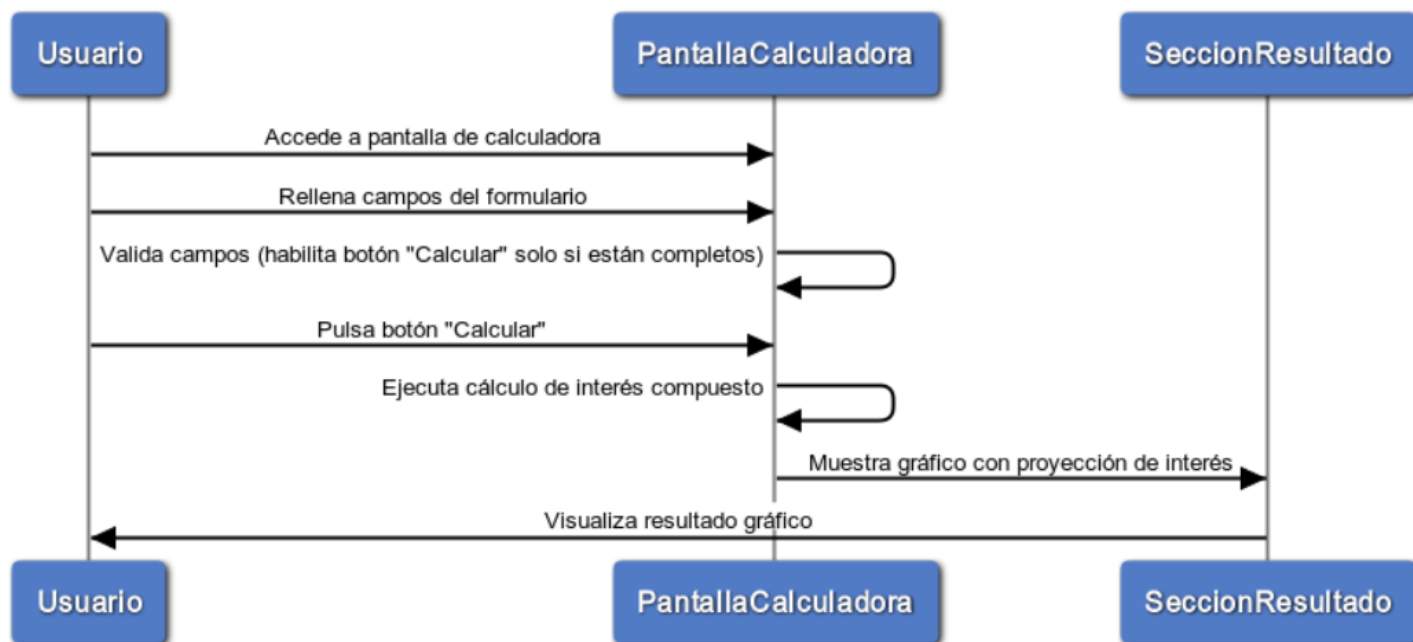 Usuario
PantallaCalculadora
SeccionResultado
Accede a pantalla de calculadora
Rellena campos del formulario
Valida campos (habilita botón "Calcular" solo si están completos)
Pulsa botón "Calcular"
Ejecuta cálculo de interés compuesto
Muestra gráfico con proyección de interés
Visualiza resultado gráfico
Usuario
PantallaCalculadora
SeccionResultado